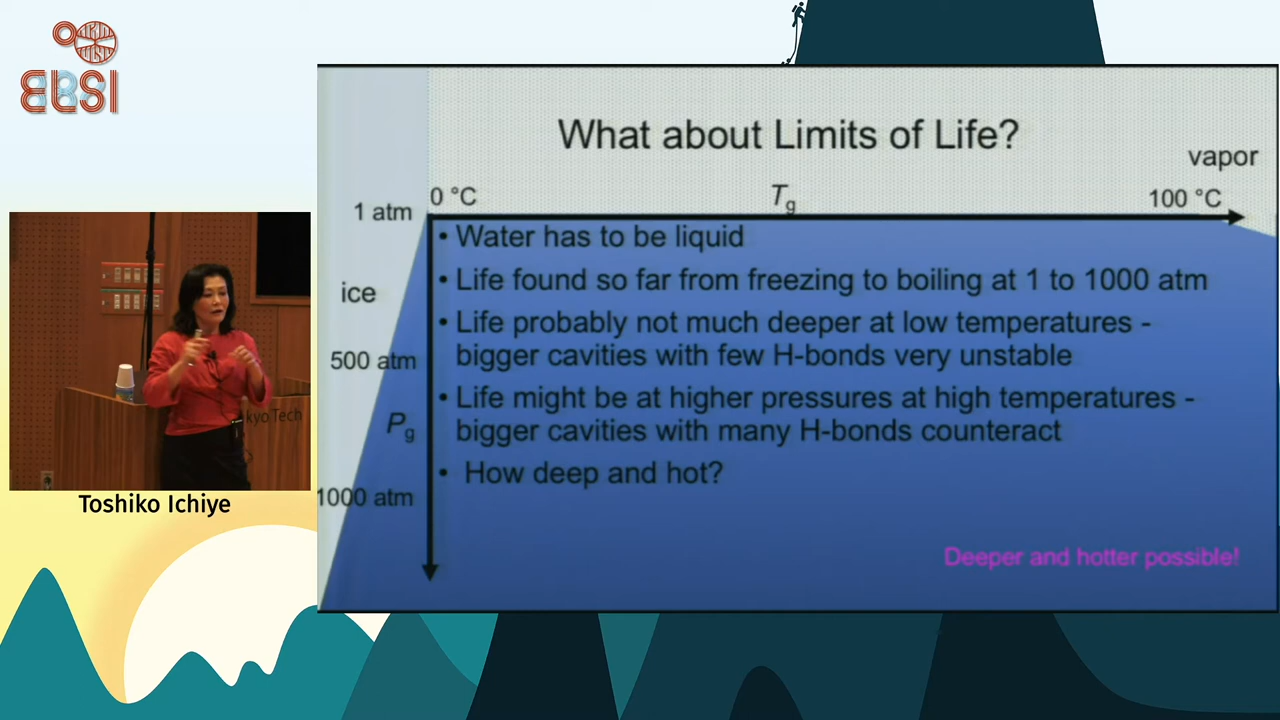 ELSI
What about Limits of Life?
vapor
0 °C
Tg
100 °C
1 atm
• Water has to be liquid
• Life found so far from freezing to boiling at 1 to 1000 atm
ice
• Life probably not much deeper at low temperatures -
bigger cavities with few H-bonds very unstable
500 atm
• Life might be at higher pressures at high temperatures -
bigger cavities with many H-bonds counteract
Pg
• How deep and hot?
1000 atm
Deeper and hotter possible!
kyo Tech
Toshiko Ichiye